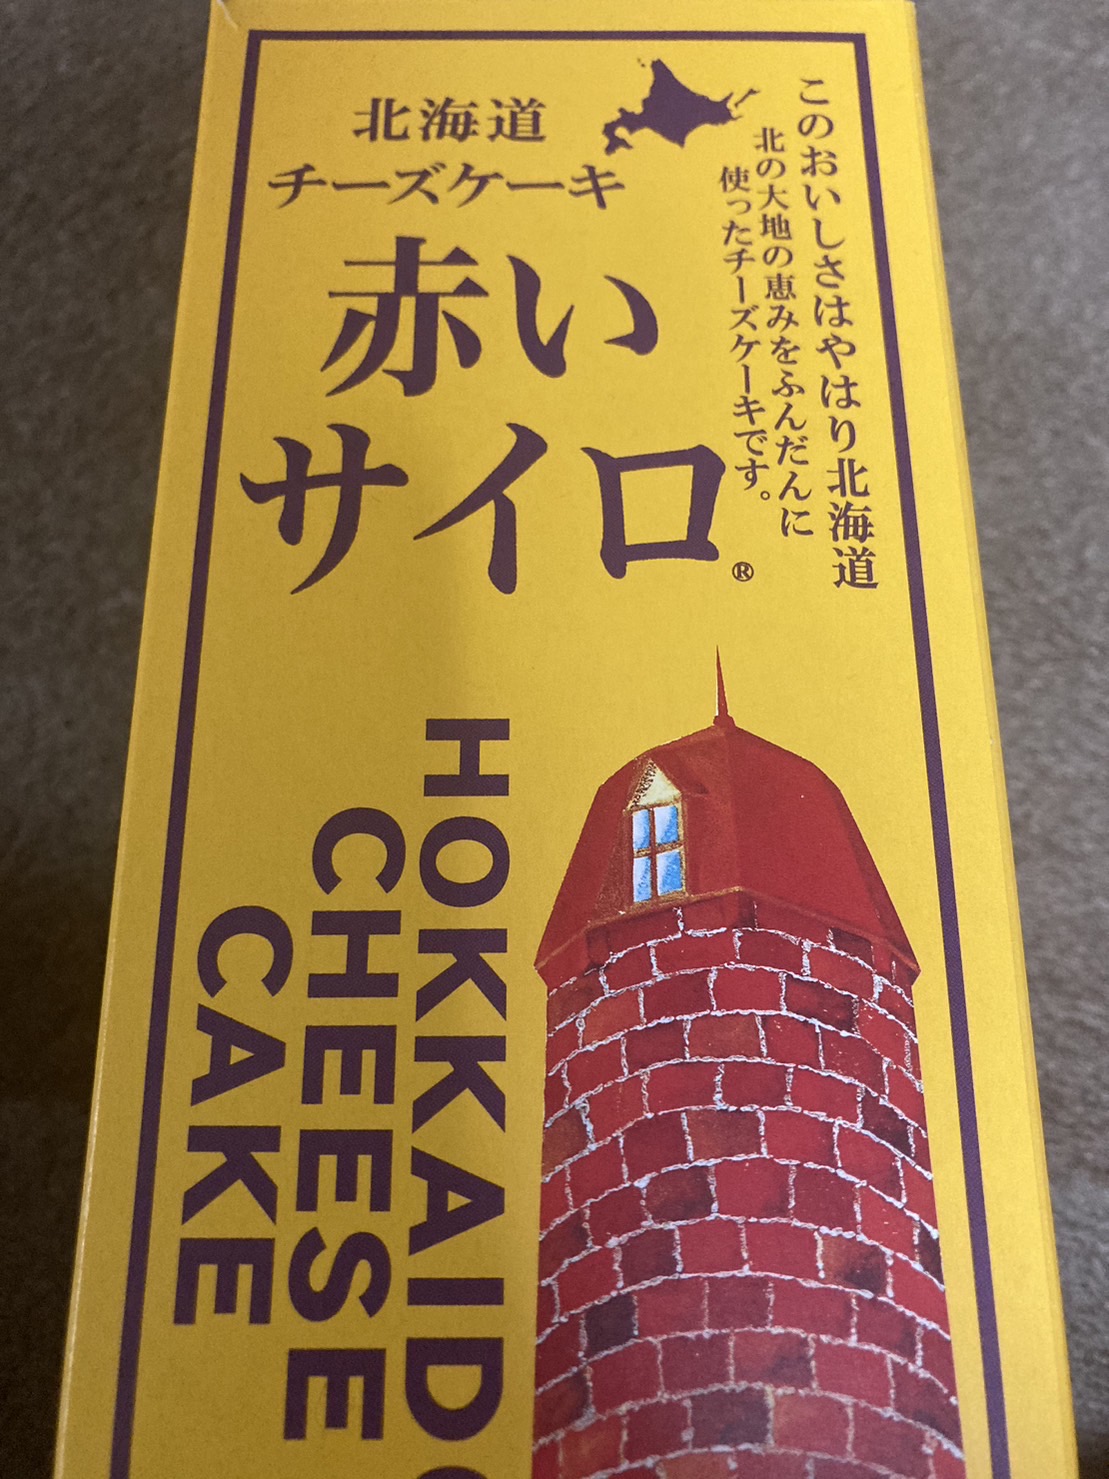 北海道
チーズケーキ
赤い
サイロ®
このおいしさはやはり北海道
北の大地の恵みをふんだんに
使ったチーズケーキです。
HOKKAIDO
CHEESE
CAKE